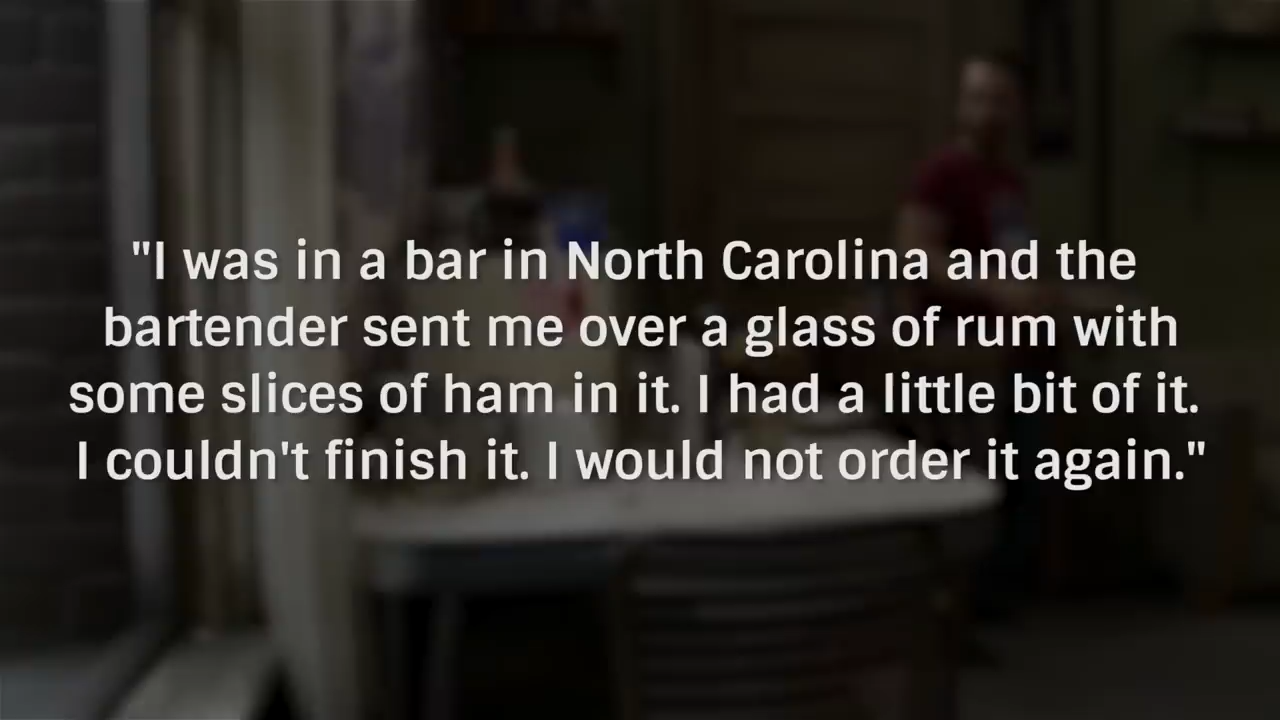 "I was in a bar in North Carolina and the
bartender sent me over a glass of rum with
some slices of ham in it. I had a little bit of it.
I couldn't finish it. I would not order it again."